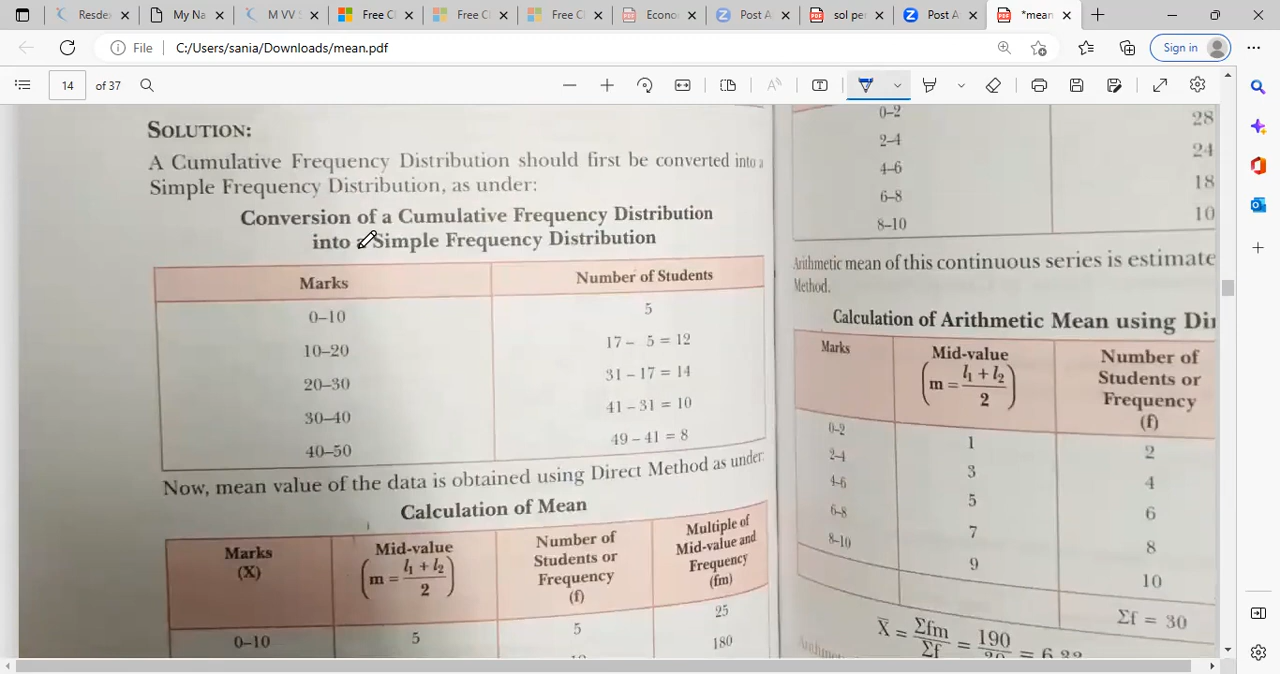 Resdex
My Na
M VV S
Free Cl
Free Cl
Free Cl
Econo
Post A
sol per
Post A
*mean
File
C:/Users/sania/Downloads/mean.pdf
Sign in
14 of 37
SOLUTION:
A Cumulative Frequency Distribution should first be converted into a
Simple Frequency Distribution, as under:
Conversion of a Cumulative Frequency Distribution
into Simple Frequency Distribution
Marks Number of Students
0–10 5
10–20 17 – 5 = 12
20–30 31 – 17 = 14
30–40 41 – 31 = 10
40–50 49 – 41 = 8
Now, mean value of the data is obtained using Direct Method as under:
Calculation of Mean
Marks (X)
Mid-value
(m = l₁ + l₂ / 2)
Number of
Students or
Frequency
(f)
Multiple of
Mid-value and
Frequency
(fm)
0–10 5 5 25
180
0–2 28
2–4 24
4–6 18
6–8 10
8–10
Arithmetic mean of this continuous series is estimate
Method.
Calculation of Arithmetic Mean using Di
Marks
Mid-value
(m = l₁ + l₂ / 2)
Number of
Students or
Frequency
(f)
0–2 1 2
2–4 3 4
4–6 5 6
6–8 7 8
8–10 9 10
Σf = 30
X̄ = Σfm / Σf = 190